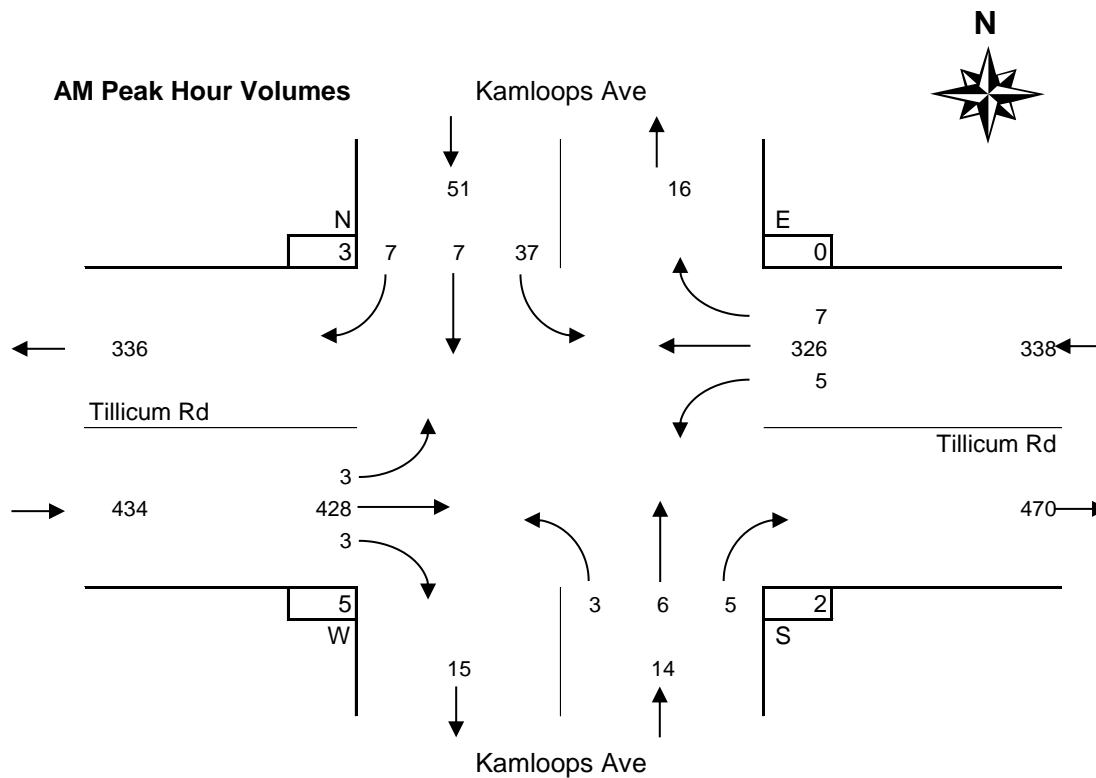 N
AM Peak Hour Volumes Kamloops Ave
51 16
N E
3 7 7 37 0
7
336 326 338
5
Tillicum Rd
Tillicum Rd
3
434 428 470
3
5 3 6 5 2
W S
15 14
Kamloops Ave